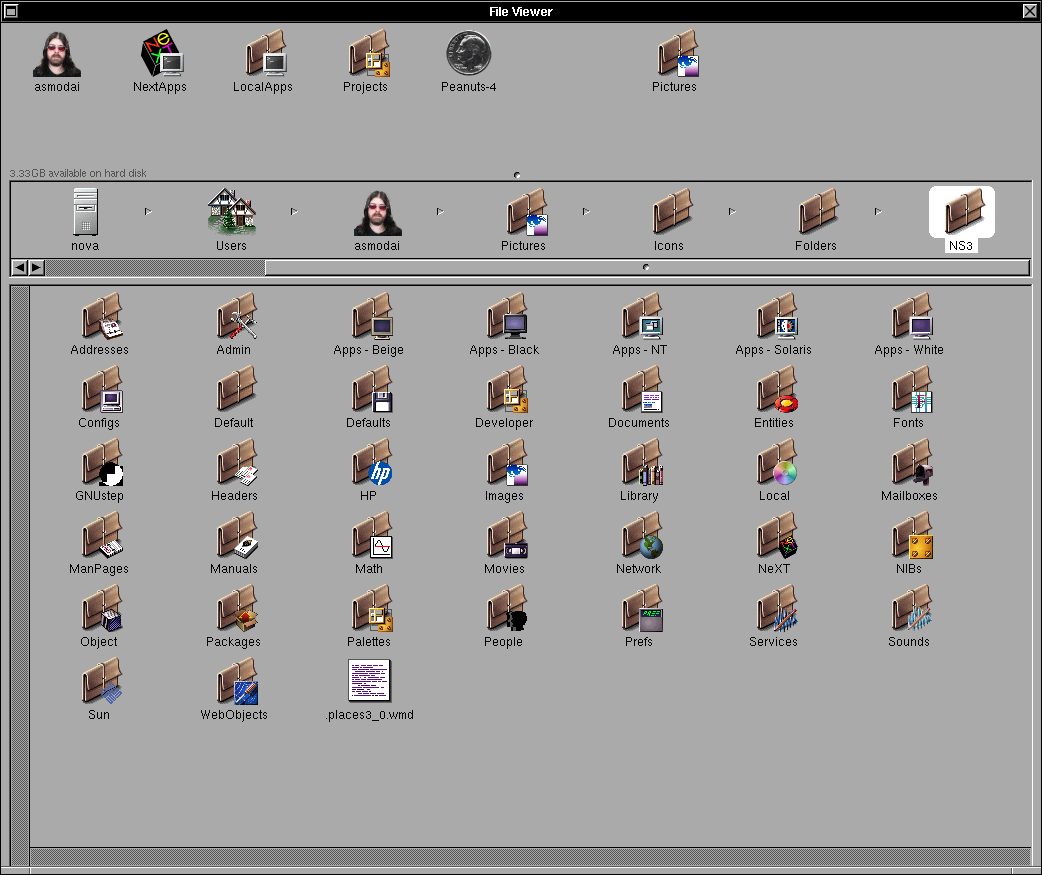 File Viewer
asmodai
NextApps
LocalApps
Projects
Peanuts-4
Pictures
3.33GB available on hard disk
nova
Users
asmodai
Pictures
Icons
Folders
NS3
Addresses
Admin
Apps - Beige
Apps - Black
Apps - NT
Apps - Solaris
Apps - White
Configs
Default
Defaults
Developer
Documents
Entities
Fonts
GNUstep
Headers
HP
Images
Library
Local
Mailboxes
ManPages
Manuals
Math
Movies
Network
NeXT
NIBs
Object
Packages
Palettes
People
Prefs
Services
Sounds
Sun
WebObjects
.places3_0.wmd